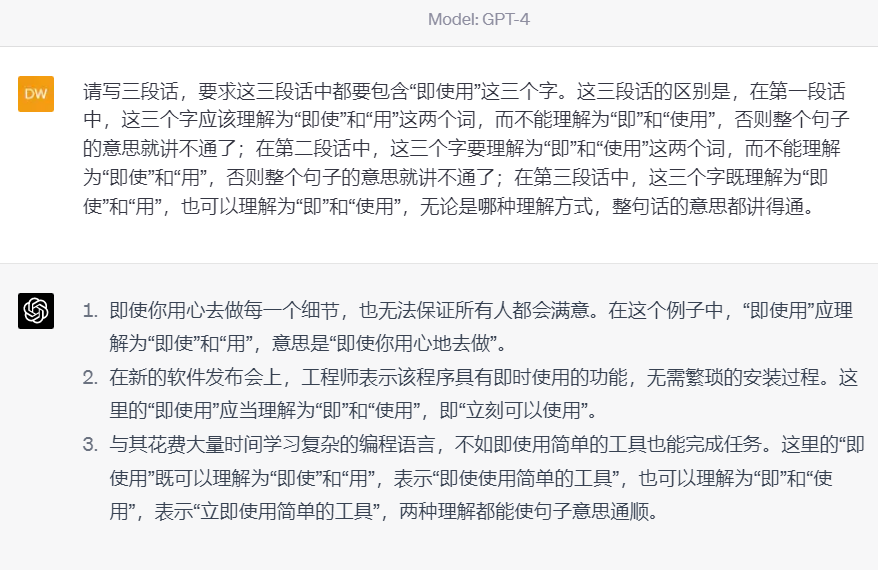 Model: GPT-4
DW
请写三段话，要求这三段话中都要包含“即使用”这三个字。这三段话的区别是，在第一段话
中，这三个字应该理解为“即使”和“用”这两个词，而不能理解为“即”和“使用”，否则整个句子
的意思就讲不通了；在第二段话中，这三个字要理解为“即”和“使用”这两个词，而不能理解
为“即使”和“用”，否则整个句子的意思就讲不通了；在第三段话中，这三个字既理解为“即
使”和“用”，也可以理解为“即”和“使用”，无论是哪种理解方式，整句话的意思都讲得通。
1. 即使你用心去做每一个细节，也无法保证所有人都会满意。在这个例子中，“即使用”应理
解为“即使”和“用”，意思是“即使你用心地去做”。
2. 在新的软件发布会上，工程师表示该程序具有即时使用的功能，无需繁琐的安装过程。这
里的“即使用”应当理解为“即”和“使用”，即“立刻可以使用”。
3. 与其花费大量时间学习复杂的编程语言，不如即使用简单的工具也能完成任务。这里的“即
使用”既可以理解为“即使”和“用”，表示“即使使用简单的工具”，也可以理解为“即”和“使
用”，表示“立即使用简单的工具”，两种理解都能使句子意思通顺。